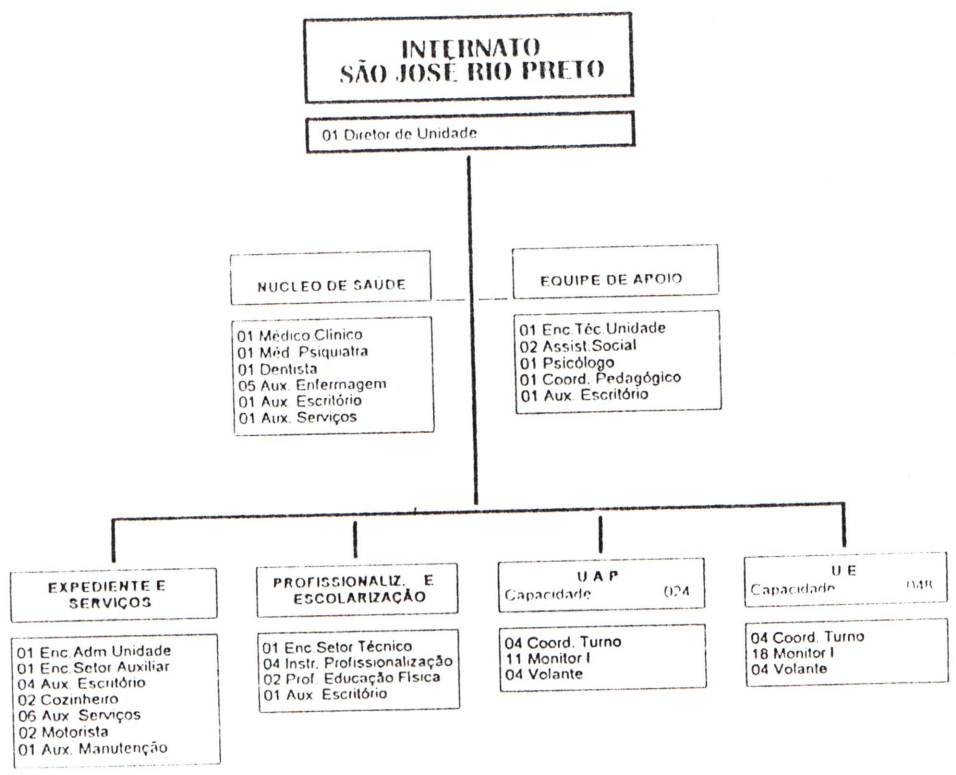 INTERNATO
SÃO JOSÉ RIO PRETO
01 Diretor de Unidade
NUCLEO DE SAÚDE
01 Médico Clinico
01 Méd. Psiquiatra
01 Dentista
05 Aux. Enfermagem
01 Aux. Escritório
01 Aux. Serviços
EQUIPE DE APOIO
01 Enc.Téc.Unidade
02 Assist.Social
01 Psicólogo
01 Coord. Pedagógico
01 Aux. Escritório
EXPEDIENTE E
SERVIÇOS
01 Enc.Adm Unidade
01 Enc.Setor Auxiliar
04 Aux. Escritório
02 Cozinheiro
06 Aux Serviços
02 Motorista
01 Aux. Manutenção
PROFISSIONALIZ. E
ESCOLARIZAÇÃO
01 Enc.Setor Técnico
04 Instr. Profissionalização
02 Prof. Educação Física
01 Aux Escritório
U A P
Capacidade 024
04 Coord. Turno
11 Monitor I
04 Volante
U E
Capacidade 048
04 Coord. Turno
18 Monitor I
04 Volante